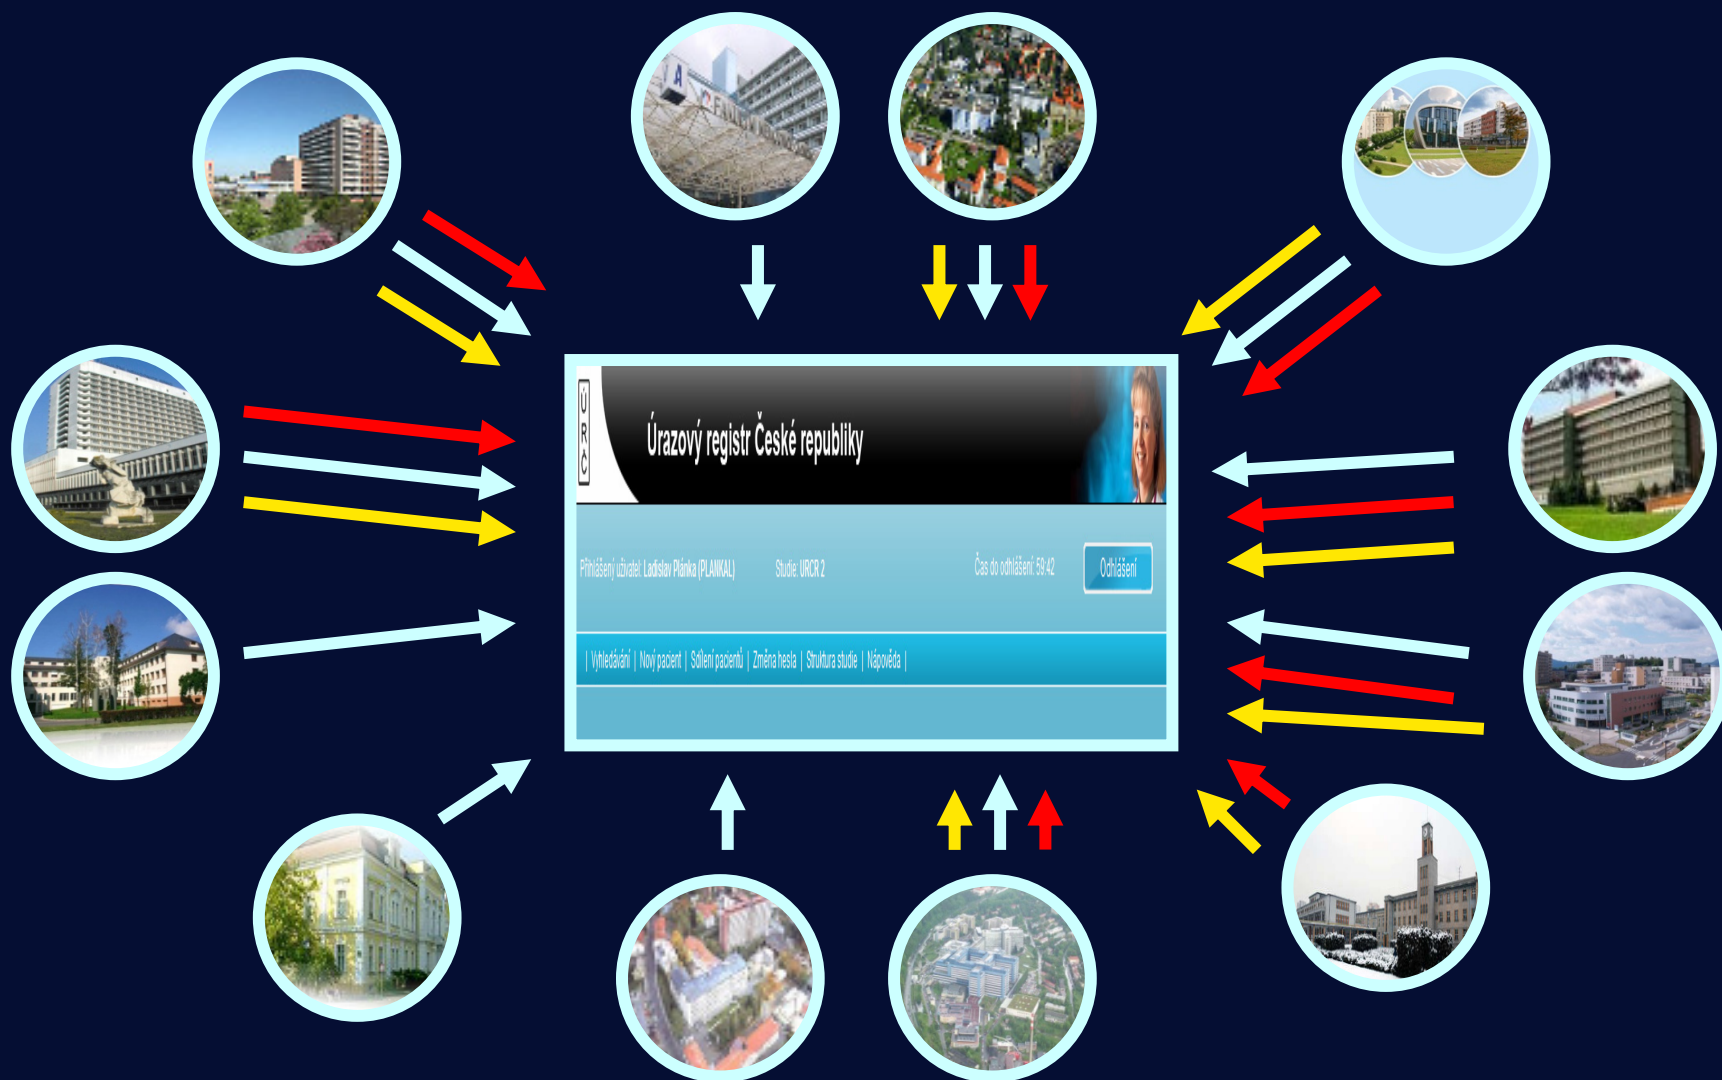 ÚRČ
Úrazový registr České republiky
Přihlášený uživatel: Ladislav Plánka (PLANKAL) Studie: URCR 2 Čas do odhlášení: 59:42 Odhlášení
| Vyhledávání | Nový pacient | Sdílení pacientů | Změna hesla | Struktura studie | Nápověda |